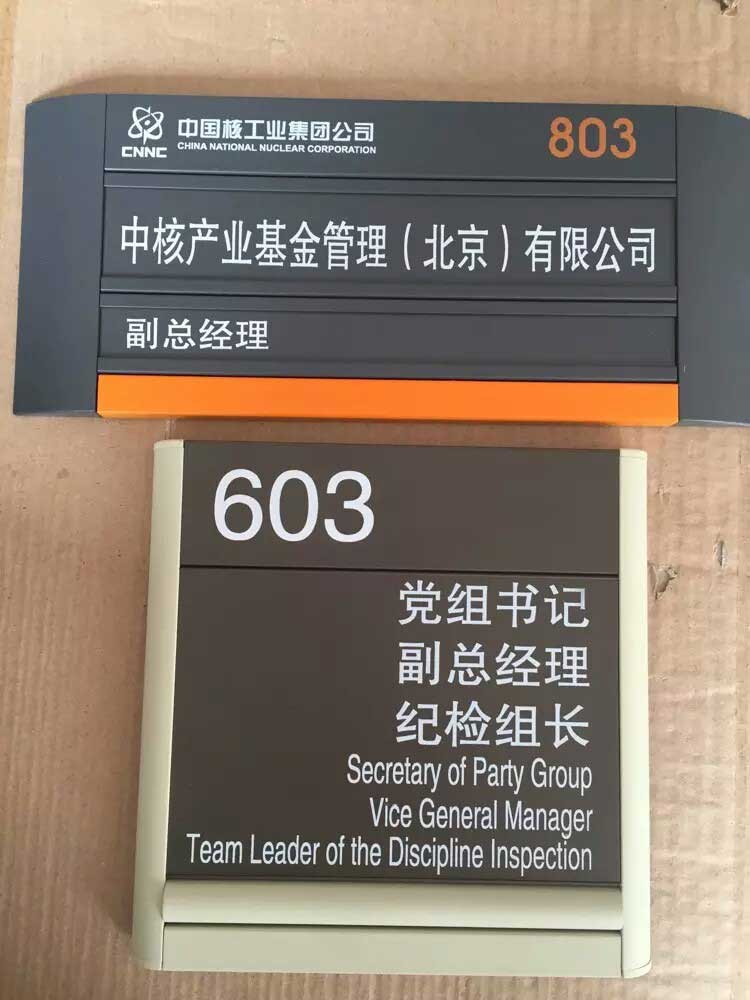 中国核工业集团公司
803
CNNC
CHINA NATIONAL NUCLEAR CORPORATION
中核产业基金管理（北京）有限公司
副总经理
603
党组书记
副总经理
纪检组长
Secretary of Party Group
Vice General Manager
Team Leader of the Discipline Inspection